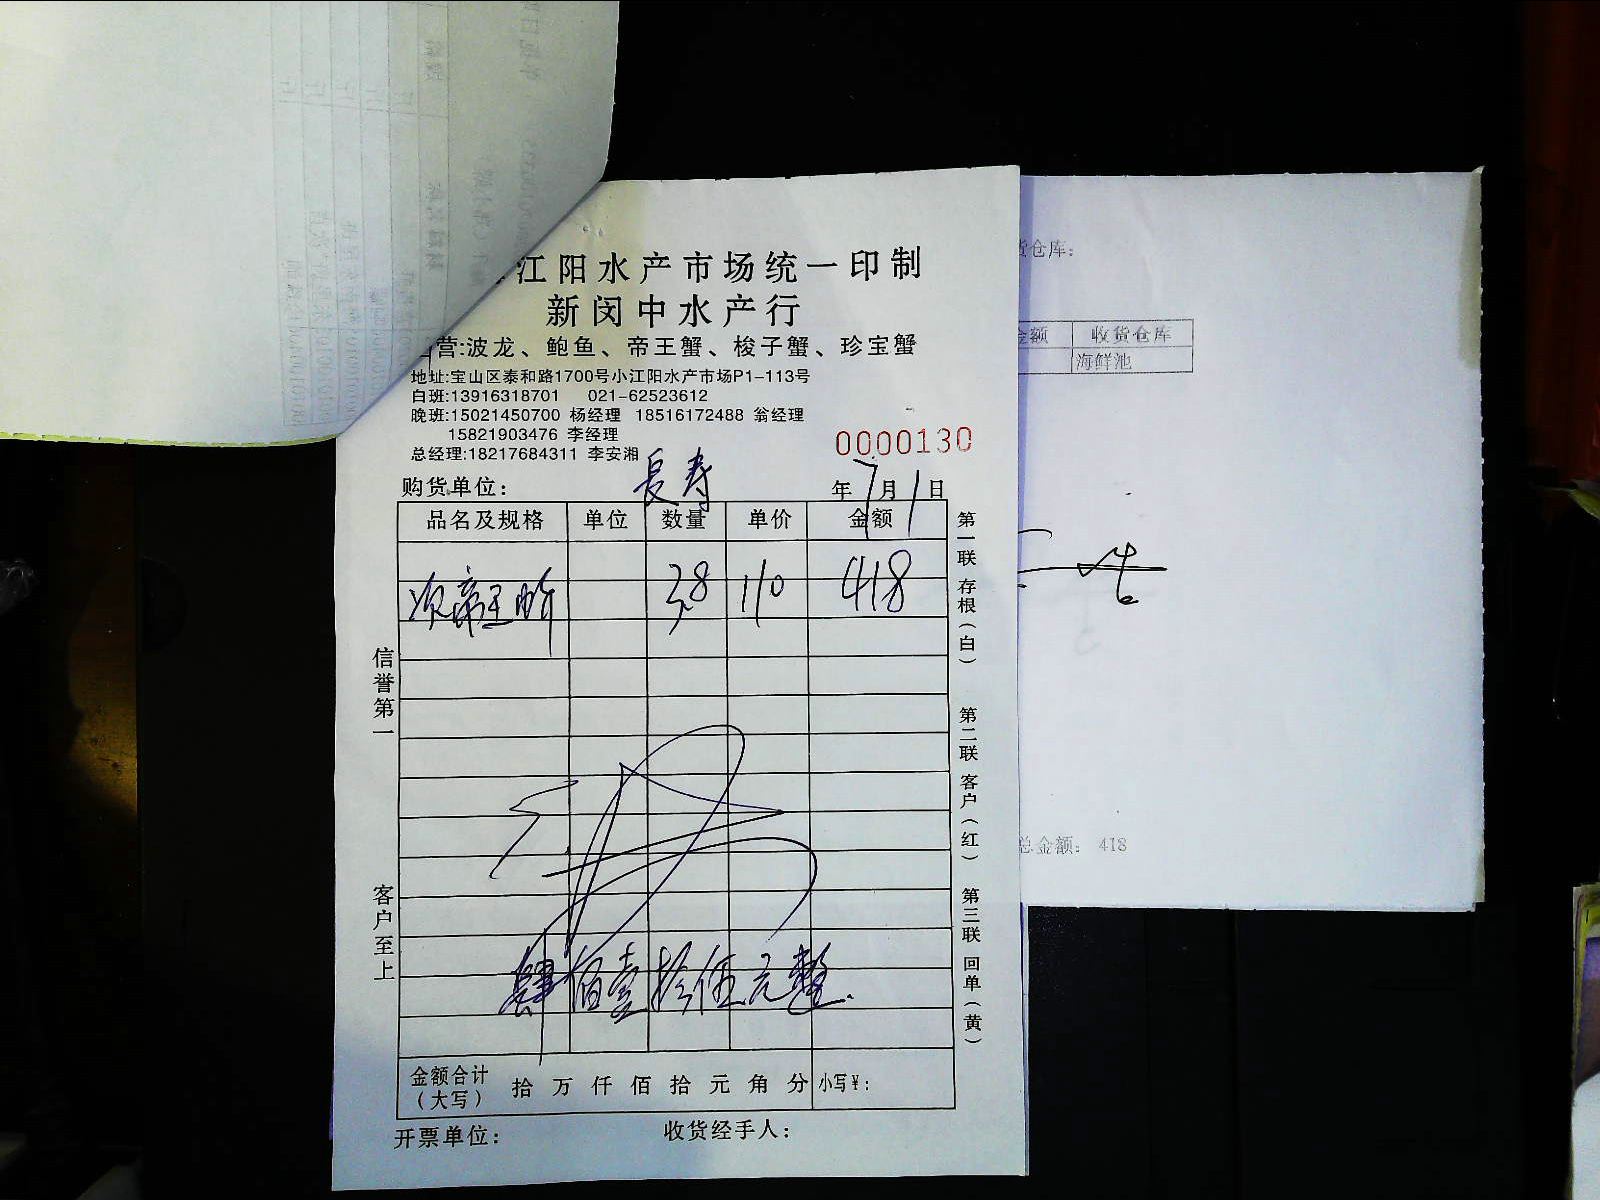 江阳水产市场统一印制
新闵中水产行
营:波龙、鲍鱼、帝王蟹、梭子蟹、珍宝蟹
地址:宝山区泰和路1700号小江阳水产市场P1-113号
白班:13916318701 021-62523612
晚班:15021450700 杨经理 18516172488 翁经理
15821903476 李经理
总经理:18217684311 李安湘
0000130
购货单位: 長寿 年 7 月 1 日
品名及规格 单位 数量 单价 金额
次帝王 3.8 110 418
肆佰壹拾伍元整
金额合计(大写) 拾 万 仟 佰 拾 元 角 分 小写¥:
开票单位: 收货经手人:
信誉第一
客户至上
第一联 存根(白)
第二联 客户(红)
第三联 回单(黄)
货仓库:
金额 收货仓库
海鲜池
总金额: 418